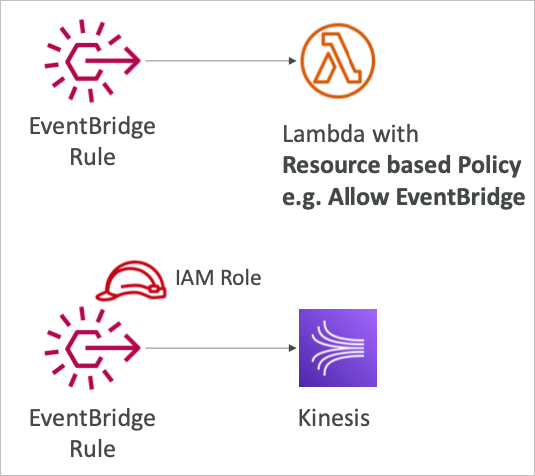 EventBridge
Rule
Lambda with
Resource based Policy
e.g. Allow EventBridge
IAM Role
EventBridge
Rule
Kinesis